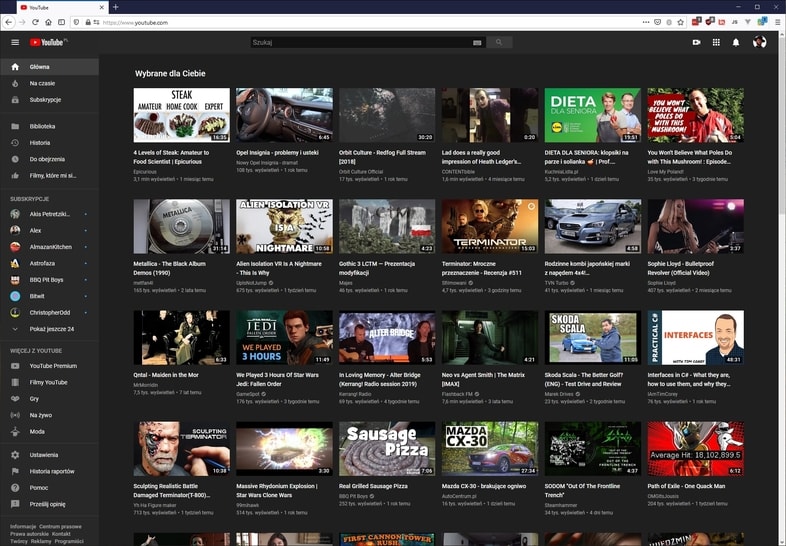 YouTube
https://www.youtube.com
YouTube PL
Szukaj
Główna
Na czasie
Subskrypcje
Biblioteka
Historia
Do obejrzenia
Filmy, które mi s...
SUBSKRYPCJE
Akis Petretziki...
Alex
AlmazanKitchen
Astrofaza
BBQ Pit Boys
Bitwit
ChristopherOdd
Pokaż jeszcze 24
WIĘCEJ Z YOUTUBE
YouTube Premium
Filmy YouTube
Gry
Na żywo
Moda
Ustawienia
Historia raportów
Pomoc
Prześlij opinię
Informacje Centrum prasowe
Prawa autorskie Kontakt
Twórcy Reklamy Programiści
Wybrane dla Ciebie
STEAK
AMATEUR HOME COOK EXPERT
16:35
6:45
30:20
0:20
DIETA
DLA SENIORA
19:51
YOU WON'T
BELIEVE WHAT
POLES DO
WITH THIS
MUSHROOM!
5:04
4 Levels of Steak: Amateur to
Food Scientist | Epicurious
Epicurious
3,1 mln wyświetleń • 1 miesiąc temu
Opel Insignia - problemy i usterki
Nowy Opel Insignia - dramat
108 tys. wyświetleń • 1 rok temu
Orbit Culture - Redfog Full Stream
[2018]
Orbit Culture Official
17 tys. wyświetleń • 1 rok temu
Lad does a really good
impression of Heath Ledger's...
CONTENTbible
1,6 mln wyświetleń • 4 miesiące temu
DIETA DLA SENIORA: klopsiki na
parze i solianka | Prof...
KuchniaLidla.pl
5,2 tys. wyświetleń • 1 dzień temu
You Won't Believe What Poles Do
with This Mushroom! : Episode...
Love My Poland!
35 tys. wyświetleń • 3 tygodnie temu
METALLICA
31:14
ALIEN ISOLATION VR
IS A
NIGHTMARE
10:58
4:23
TERMINATOR
15:03
4:58
3:37
Metallica - The Black Album
Demos (1990)
metfanR
165 tys. wyświetleń • 2 lata temu
Alien Isolation VR Is A Nightmare
- This Is Why
UpIsNotJump
675 tys. wyświetleń • 1 tydzień temu
Gothic 3 LCTM — Prezentacja
modyfikacji
Majes
46 tys. wyświetleń • 1 rok temu
Terminator: Mroczne
przeznaczenie - Recenzja #511
Sfilmowani
4,7 tys. wyświetleń • 3 godziny temu
Rodzinne kombi japońskiej marki
z napędem 4x4!...
TVN Turbo
41 tys. wyświetleń • 1 miesiąc temu
Sophie Lloyd - Bulletproof
Revolver (Official Video)
Sophie Lloyd
407 tys. wyświetleń • 2 miesiące temu
6:33
JEDI
FALLEN ORDER
WE PLAYED
3 HOURS
11:49
ALTER BRIDGE
5:53
4:21
SKODA
SCALA
11:05
PRACTICAL C#
INTERFACES
WITH TIM COREY
48:31
Qntal - Maiden in the Mor
MrMorridin
7,5 tys. wyświetleń • 7 lat temu
We Played 3 Hours Of Star Wars
Jedi: Fallen Order
GameSpot
176 tys. wyświetleń • 3 tygodnie temu
In Loving Memory - Alter Bridge
(Kerrang! Radio session 2019)
Kerrang! Radio
69 tys. wyświetleń • 4 tygodnie temu
Neo vs Agent Smith | The Matrix
[IMAX]
Flashback FM
7,6 mln wyświetleń • 3 lata temu
Skoda Scala - The Better Golf?
(ENG) - Test Drive and Review
Marek Drives
23 tys. wyświetleń • 2 tygodnie temu
Interfaces in C# - What they are,
how to use them, and why they...
IAmTimCorey
76 tys. wyświetleń • 1 rok temu
SCULPTING
TERMINATOR
10:38
3:30
Sausage
Pizza
7:06
MAZDA
CX-30
27:34
4:37
Average Hit: 18,102,899.5
6:12
Sculpting Realistic Battle
Damaged Terminator(T-800)...
Yh Ha Figure maker
713 tys. wyświetleń • 1 tydzień temu
Massive Rhydonium Explosion |
Star Wars Clone Wars
99mihawk
514 tys. wyświetleń • 1 rok temu
Real Grilled Sausage Pizza
BBQ Pit Boys
252 tys. wyświetleń • 1 rok temu
Mazda CX-30 - brakujące ogniwo
AutoCentrum.pl
16 tys. wyświetleń • 1 dzień temu
SODOM "Out Of The Frontline
Trench"
Steamhammer
34 tys. wyświetleń • 4 dni temu
Path of Exile - One Quack Man
OMGItsJousis
204 tys. wyświetleń • 1 tydzień temu
FIRST CANNON TOWER
RUSH
WIEDŹMIN